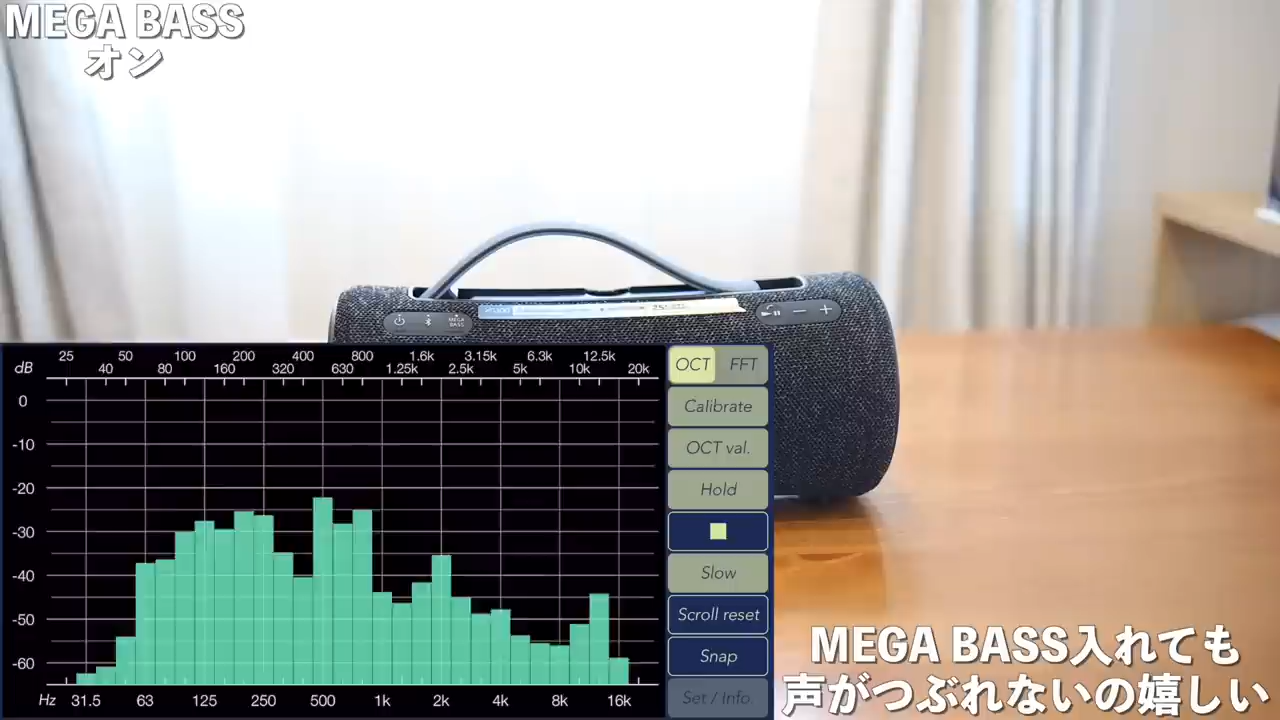 MEGA BASS
オン
MEGA
BASS
25 50 100 200 400 800 1.6k 3.15k 6.3k 12.5k
dB 40 80 160 320 630 1.25k 2.5k 5k 10k 20k
0
-10
-20
-30
-40
-50
-60
Hz 31.5 63 125 250 500 1k 2k 4k 8k 16k
OCT FFT
Calibrate
OCT val.
Hold
Slow
Scroll reset
Snap
Set / Info.
MEGA BASS入れても
声がつぶれないの嬉しい